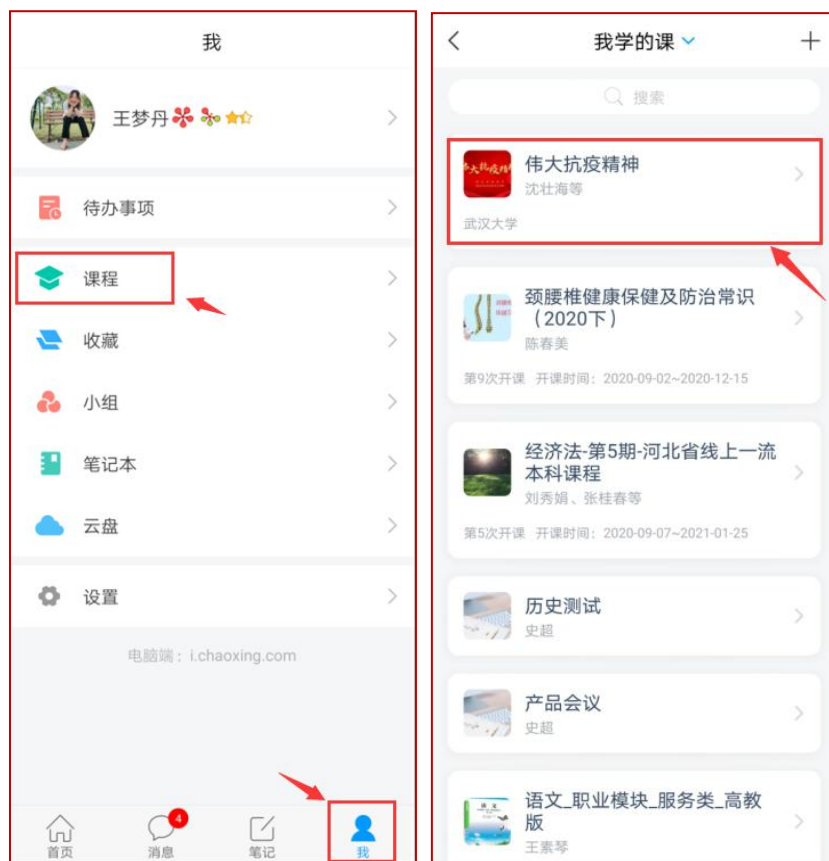 我
王梦丹
待办事项
课程
收藏
小组
笔记本
云盘
设置
电脑端：i.chaoxing.com
首页
4
消息
笔记
我
我学的课
搜索
伟大抗疫精神
沈壮海等
武汉大学
颈腰椎健康保健及防治常识
（2020下）
陈春美
第9次开课 开课时间：2020-09-02~2020-12-15
经济法-第5期-河北省线上一流
本科课程
刘秀娟、张桂春等
第5次开课 开课时间：2020-09-07~2021-01-25
历史测试
史超
产品会议
史超
语文_职业模块_服务类_高教
版
王素琴